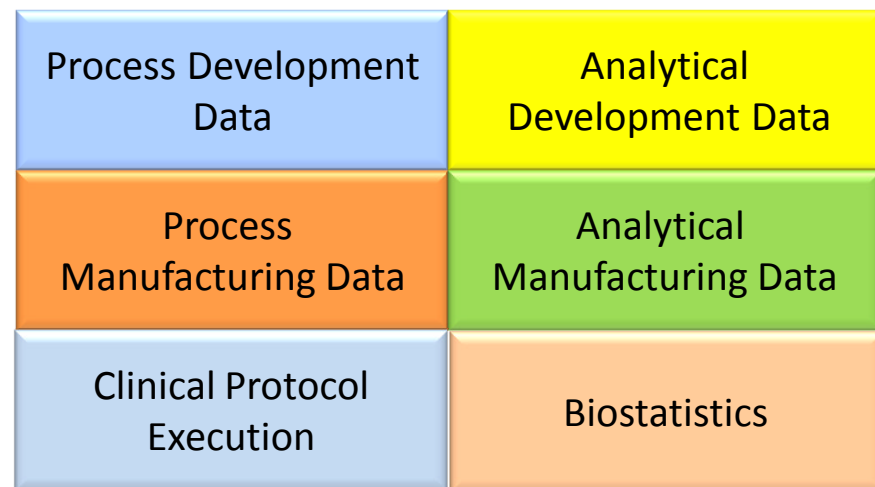 Process Development
Data
Analytical
Development Data
Process
Manufacturing Data
Analytical
Manufacturing Data
Clinical Protocol
Execution
Biostatistics